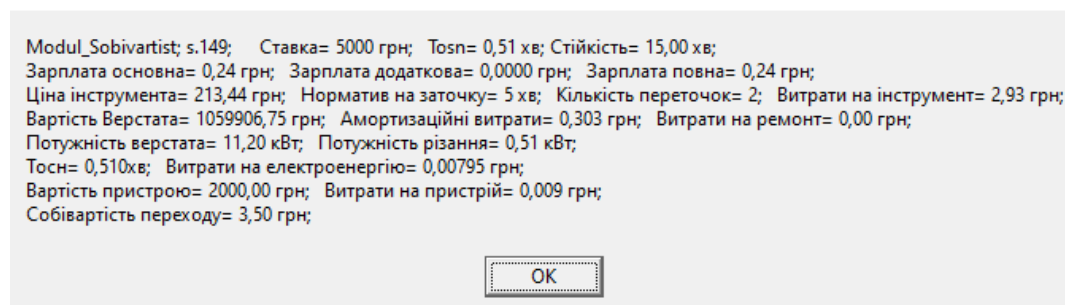 Modul_Sobivartist; s.149; Ставка= 5000 грн; Tosn= 0,51 хв; Стійкість= 15,00 хв;
Зарплата основна= 0,24 грн; Зарплата додаткова= 0,0000 грн; Зарплата повна= 0,24 грн;
Ціна інструмента= 213,44 грн; Норматив на заточку= 5 хв; Кількість переточок= 2; Витрати на інструмент= 2,93 грн;
Вартість Верстата= 1059906,75 грн; Амортизаційні витрати= 0,303 грн; Витрати на ремонт= 0,00 грн;
Потужність верстата= 11,20 кВт; Потужність різання= 0,51 кВт;
Тосн= 0,510хв; Витрати на електроенергію= 0,00795 грн;
Вартість пристрою= 2000,00 грн; Витрати на пристрій= 0,009 грн;
Собівартість переходу= 3,50 грн;
OK